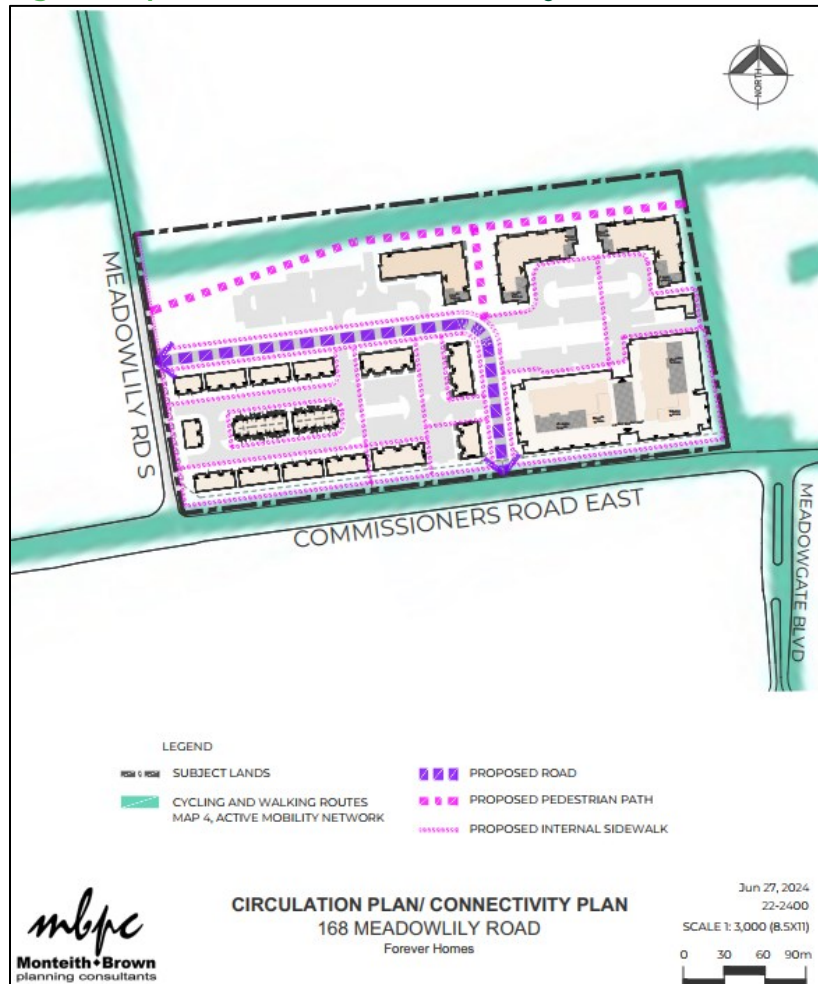 NORTH
MEADOWLILY RD S
COMMISSIONERS ROAD EAST
MEADOWGATE BLVD
LEGEND
SUBJECT LANDS
CYCLING AND WALKING ROUTES
MAP 4, ACTIVE MOBILITY NETWORK
PROPOSED ROAD
PROPOSED PEDESTRIAN PATH
PROPOSED INTERNAL SIDEWALK
mbpc
Monteith Brown
planning consultants
CIRCULATION PLAN/ CONNECTIVITY PLAN
168 MEADOWLILY ROAD
Forever Homes
Jun 27, 2024
22-2400
SCALE 1: 3,000 (8.5X11)
0 30 60 90m